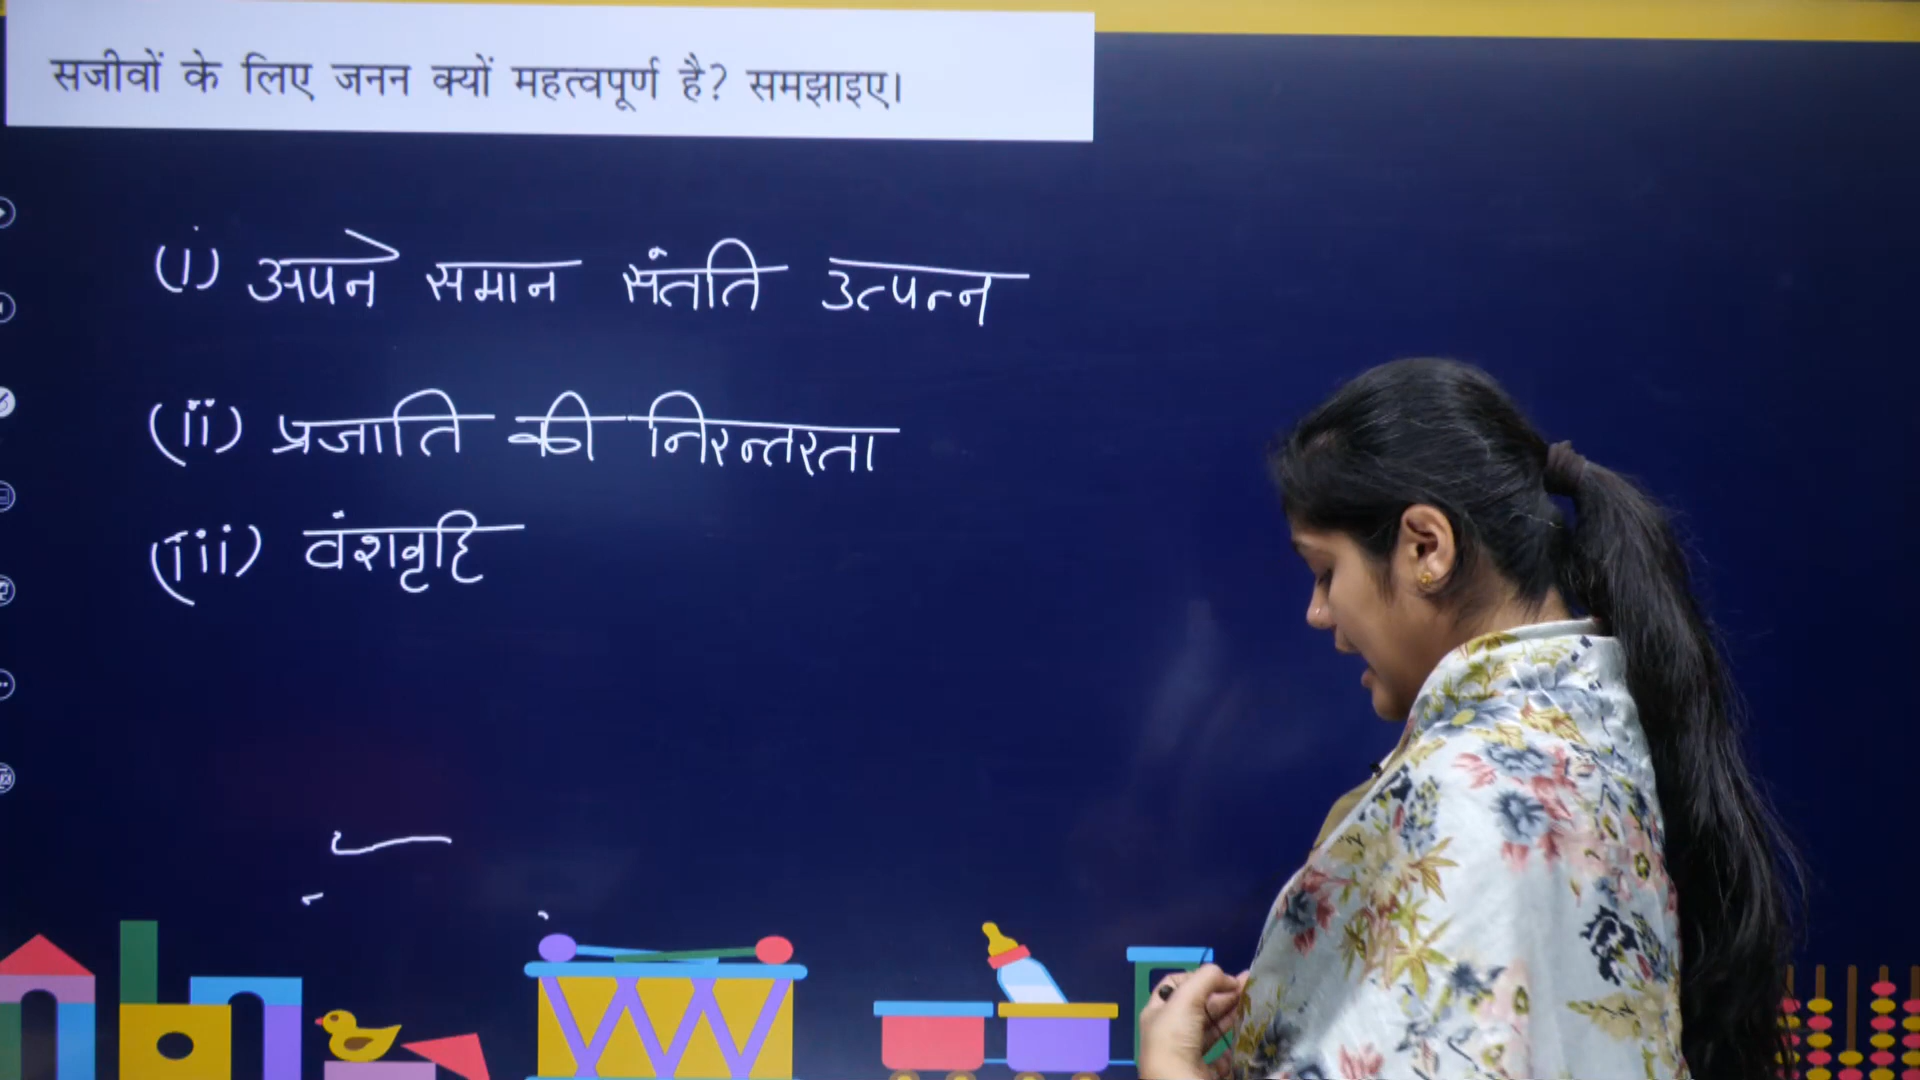 सजीवों के लिए जनन क्यों महत्वपूर्ण है? समझाइए।
(i) अपने समान संतति उत्पन्न
(ii) प्रजाति की निरन्तरता
(iii) वंशवृद्धि